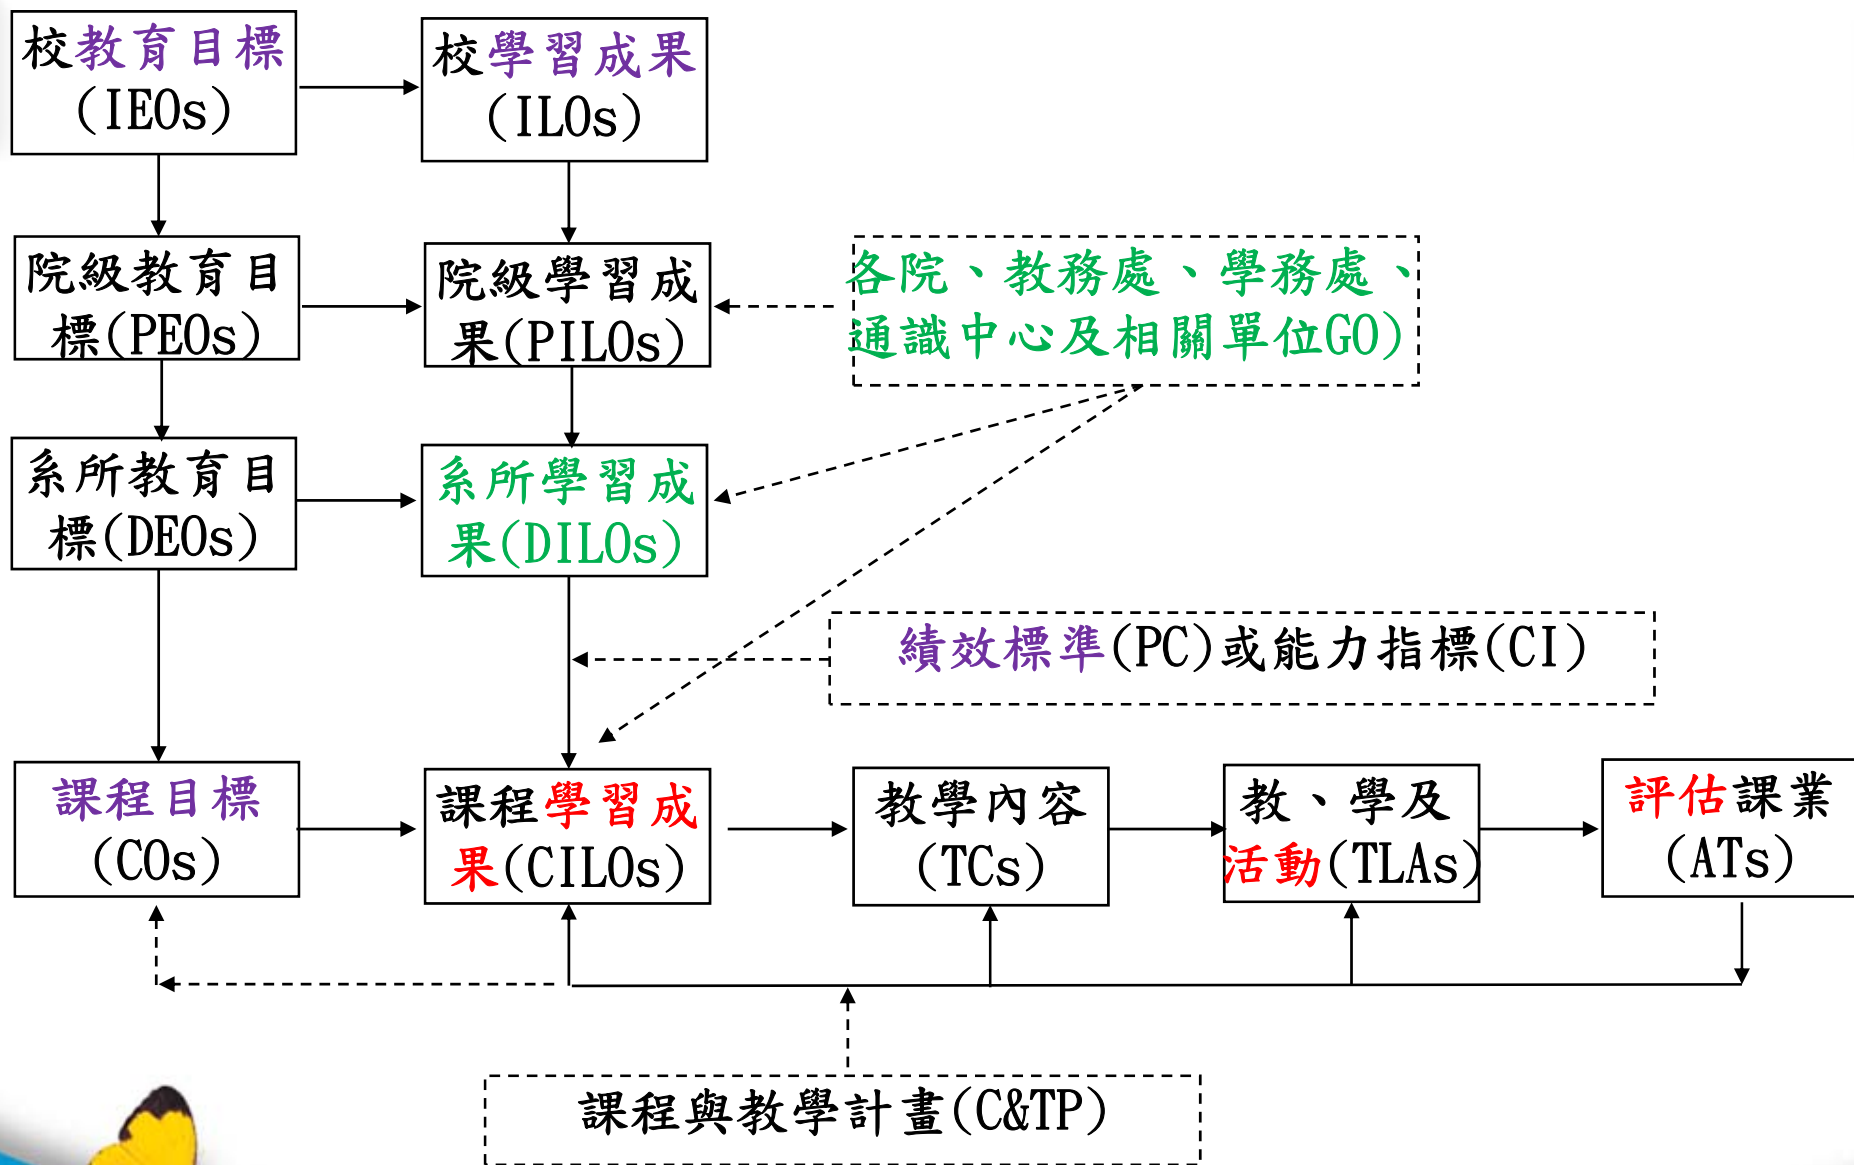 校教育目標
(IEOs)
校學習成果
(ILOs)
院級教育目
標(PEOs)
院級學習成
果(PILOs)
各院、教務處、學務處、
通識中心及相關單位GO)
系所教育目
標(DEOs)
系所學習成
果(DILOs)
績效標準(PC)或能力指標(CI)
課程目標
(COs)
課程學習成
果(CILOs)
教學內容
(TCs)
教、學及
活動(TLAs)
評估課業
(ATs)
課程與教學計畫(C&TP)